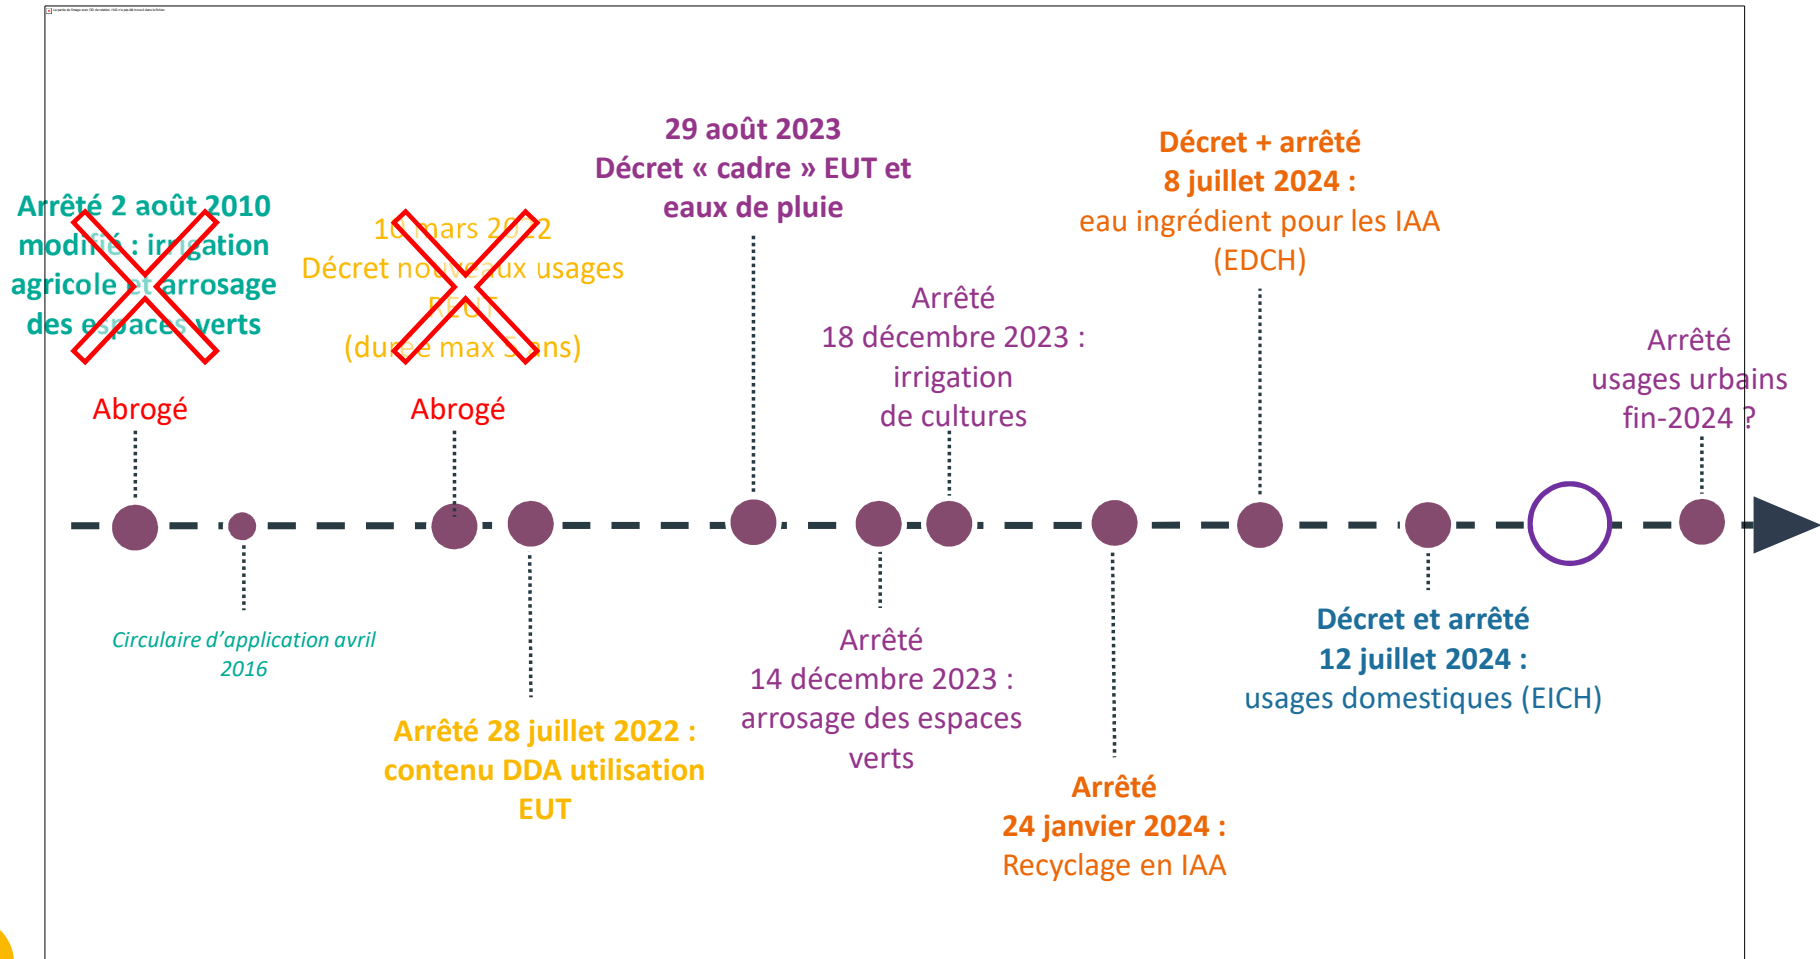 Arrêté 2 août 2010
modifié : irrigation
agricole et arrosage
des espaces verts
Abrogé
Circulaire d'application avril
2016
10 mars 2022
Décret nouveaux usages
REUT
(durée max 5 ans)
Abrogé
Arrêté 28 juillet 2022 :
contenu DDA utilisation
EUT
29 août 2023
Décret « cadre » EUT et
eaux de pluie
Arrêté
14 décembre 2023 :
arrosage des espaces
verts
Arrêté
18 décembre 2023 :
irrigation
de cultures
Arrêté
24 janvier 2024 :
Recyclage en IAA
Décret + arrêté
8 juillet 2024 :
eau ingrédient pour les IAA
(EDCH)
Décret et arrêté
12 juillet 2024 :
usages domestiques (EICH)
Arrêté
usages urbains
fin-2024 ?